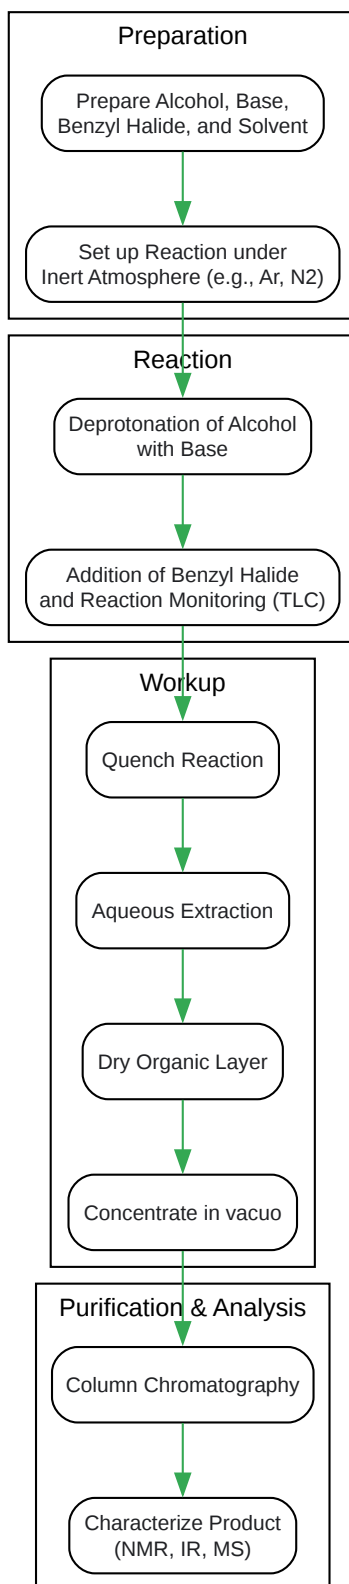 Preparation
Prepare Alcohol, Base,
Benzyl Halide, and Solvent
Set up Reaction under
Inert Atmosphere (e.g., Ar, N2)
Reaction
Deprotonation of Alcohol
with Base
Addition of Benzyl Halide
and Reaction Monitoring (TLC)
Workup
Quench Reaction
Aqueous Extraction
Dry Organic Layer
Concentrate in vacuo
Purification & Analysis
Column Chromatography
Characterize Product
(NMR, IR, MS)